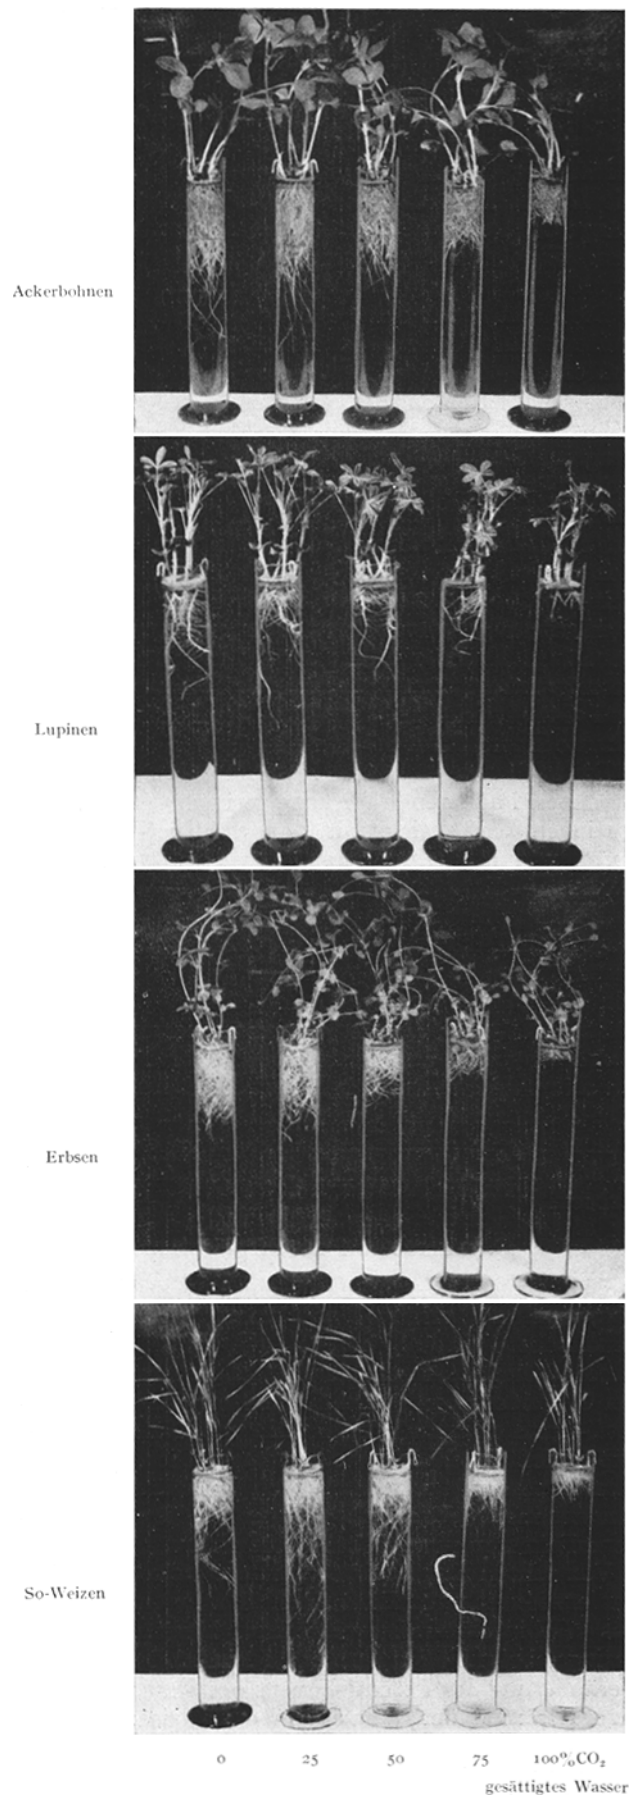 Ackerbohnen
Lupinen
Erbsen
So-Weizen
0 25 50 75 100% CO₂
gesättigtes Wasser